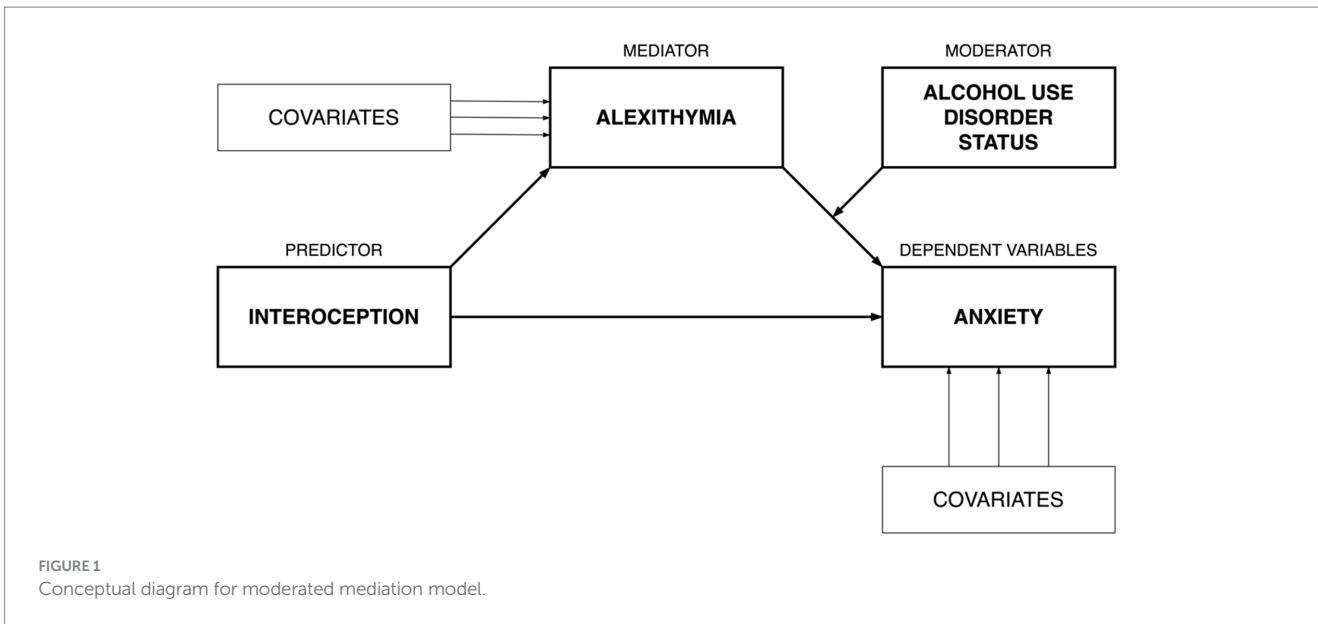 MEDIATOR
MODERATOR
COVARIATES
ALEXITHYMIA
ALCOHOL USE
DISORDER
STATUS
PREDICTOR
DEPENDENT VARIABLES
INTEROCEPTION
ANXIETY
COVARIATES
FIGURE 1
Conceptual diagram for moderated mediation model.